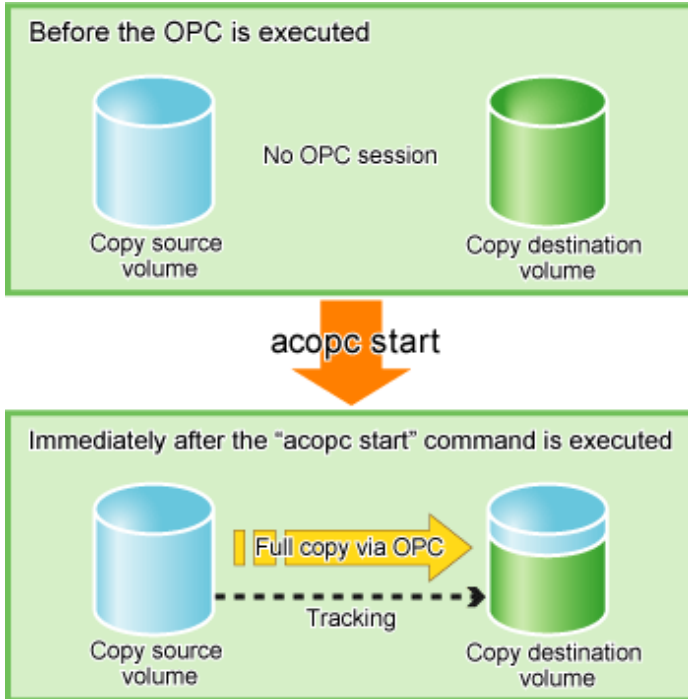 Before the OPC is executed
No OPC session
Copy source
volume
Copy destination
volume
acopc start
Immediately after the “acopc start” command is executed
Full copy via OPC
Tracking
Copy source
volume
Copy destination
volume